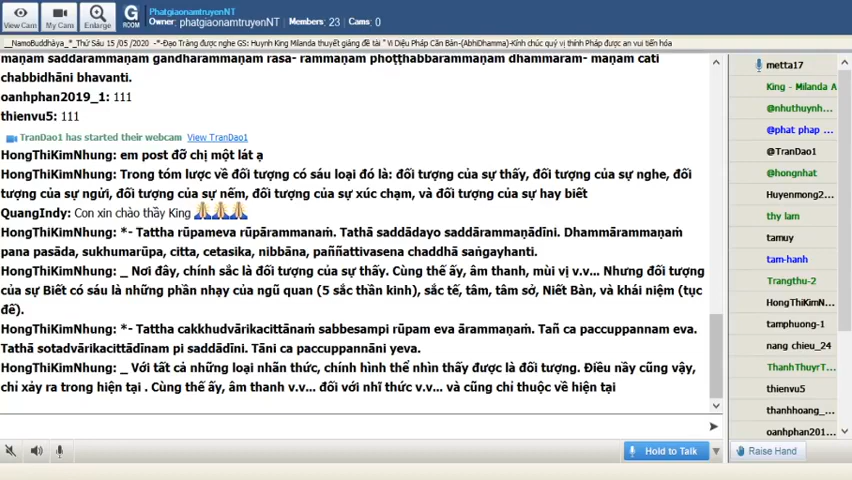 View Cam
My Cam
Enlarge
G
ROOM
PhatgiaonamtruyenNT
Owner: phatgiaonamtruyenNT | Members: 23 | Cams: 0
__NamoBuddhàya_*_Thứ Sáu 15 /05 /2020 -*-Đạo Tràng được nghe GS: Huynh King Milanda thuyết giảng đề tài " Vi Diệu Pháp Căn Bản-(AbhiDhamma)-Kính chúc quý vị thính Pháp được an vui tiến hóa
maṇam saddārammaṇam gandhārammaṇam rasā- rammaṇam phoṭṭhabbārammaṇam dhammāram- maṇam cāti
chabbidhāni bhavanti.
oanhphan2019_1: 111
thienvu5: 111
TranDao1 has started their webcam View TranDao1
HongThiKimNhung: em post đỡ chị một lát ạ
HongThiKimNhung: Trong tóm lược về đối tượng có sáu loại đó là: đối tượng của sự thấy, đối tượng của sự nghe, đối
tượng của sự ngửi, đối tượng của sự nếm, đối tượng của sự xúc chạm, và đối tượng của sự hay biết
QuangIndy: Con xin chào thầy King
HongThiKimNhung: *- Tattha rūpameva rūpārammanaṁ. Tathā saddādayo saddārammaṇādīni. Dhammārammaṇaṁ
pana pasāda, sukhumarūpa, citta, cetasika, nibbāna, paññattivasena chaddhā saṅgayhanti.
HongThiKimNhung: _ Nơi đây, chính sắc là đối tượng của sự thấy. Cùng thế ấy, âm thanh, mùi vị v.v... Nhưng đối tượng
của sự Biết có sáu là những phần nhạy của ngũ quan (5 sắc thần kinh), sắc tế, tâm, tâm sở, Niết Bàn, và khái niệm (tục
đế).
HongThiKimNhung: *- Tattha cakkhudvārikacittānaṁ sabbesampi rūpam eva ārammaṇaṁ. Tañ ca paccuppannam eva.
Tathā sotadvārikacittādīnam pi saddādīni. Tāni ca paccuppannāni yeva.
HongThiKimNhung: _ Với tất cả những loại nhãn thức, chính hình thể nhìn thấy được là đối tượng. Điều nầy cũng vậy,
chỉ xảy ra trong hiện tại . Cùng thế ấy, âm thanh v.v... đối với nhĩ thức v.v... và cũng chỉ thuộc về hiện tại
Hold to Talk
Raise Hand
metta17
King - Milanda A
@nhuthuynh...
@phat phap ...
@TranDao1
@hongnhat
Huyenmong2...
thy lam
tamuy
tam-hanh
Trangthu-2
HongThiKimN...
tamphuong-1
nang chieu_24
ThanhThuyrT...
thienvu5
thanhhoang_...
oanhphan201...